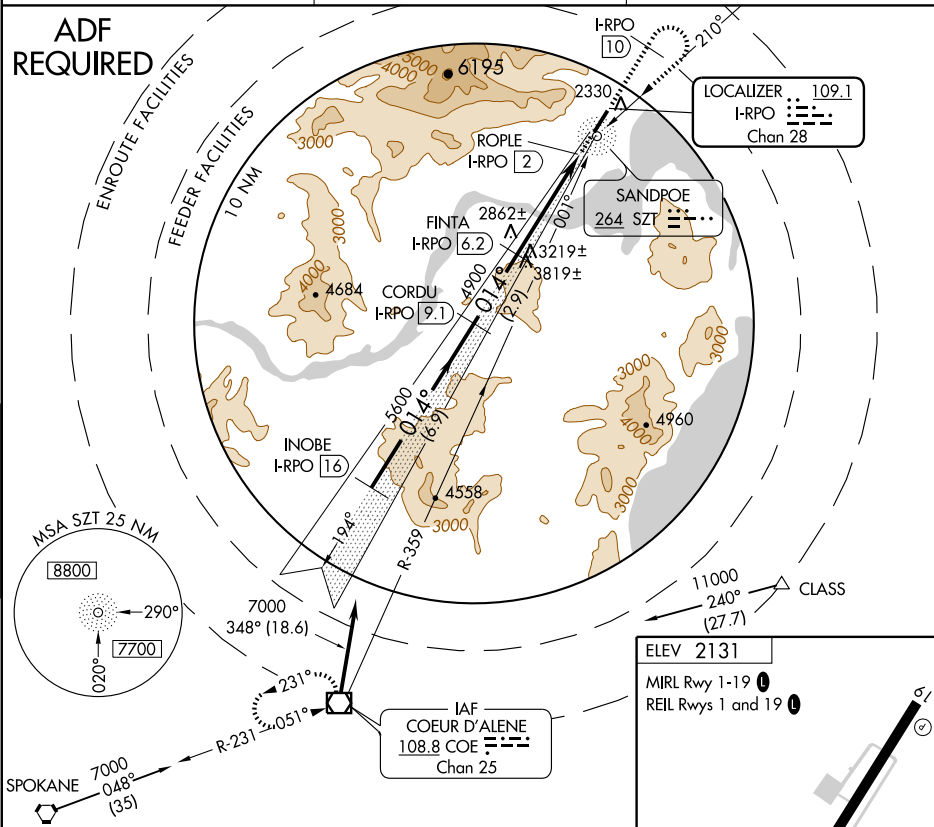 ADF
REQUIRED
ENROUTE FACILITIES
FEEDER FACILITIES
10 NM
I-RPO
10
210°
5000
4000
6195
3000
2330
LOCALIZER 109.1
I-RPO
Chan 28
ROPLE
I-RPO 2
SANDPOE
264 SZT
001°
3000
4000
4684
FINTA
I-RPO 6.2
2862±
3219±
3819±
4900
014°
(2.9)
CORDU
I-RPO 9.1
3000
3000
4000
4960
3000
5600
014°
(6.9)
INOBE
I-RPO 16
4558
3000
194°
R-359
MSA SZT 25 NM
8800
290°
7700
020°
7000
348° (18.6)
11000
240°
(27.7)
CLASS
231°
051°
R-231
IAF
COEUR D'ALENE
108.8 COE
Chan 25
SPOKANE
7000
048°
(35)
ELEV 2131
MIRL Rwy 1-19 L
REIL Rwys 1 and 19 L
19